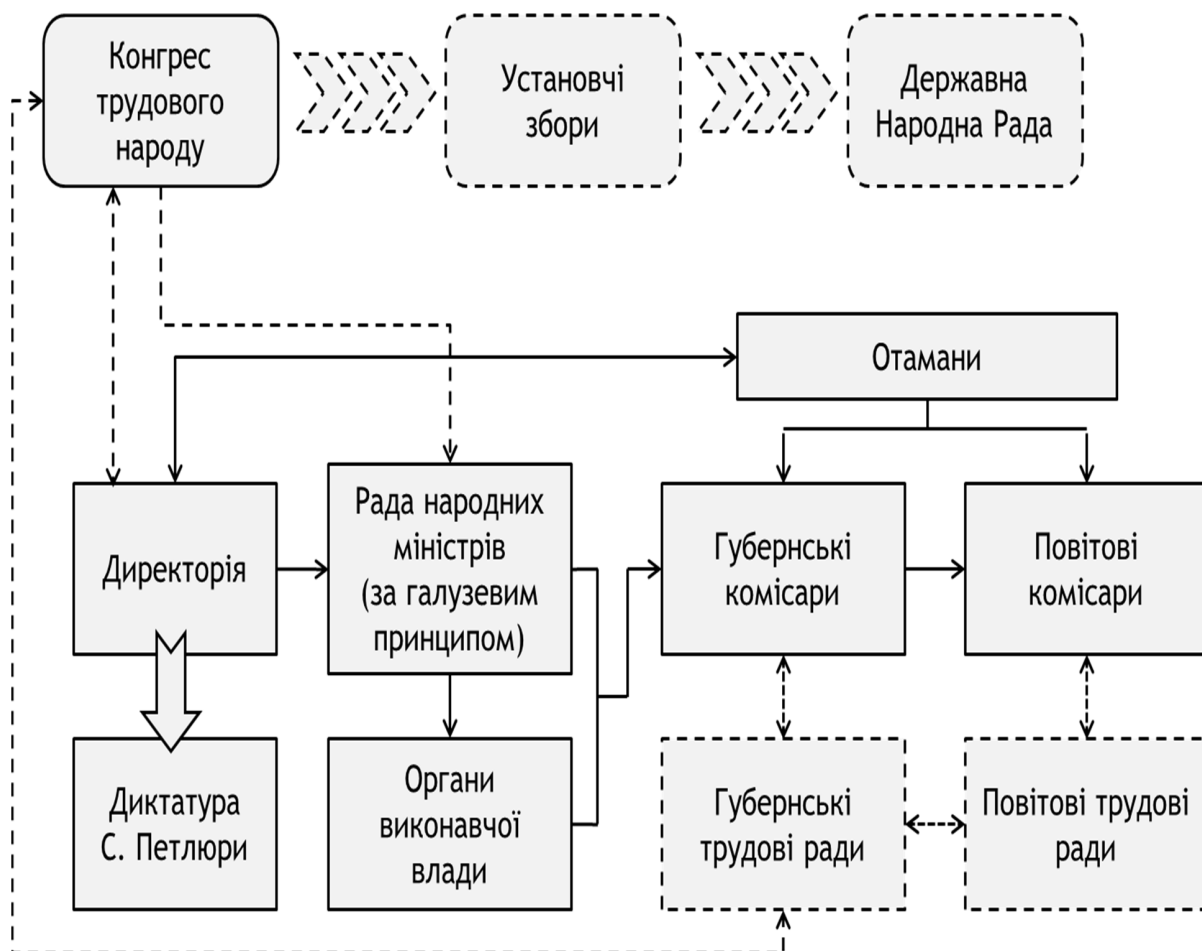 Конгрес
трудового
народу
Установчі
збори
Державна
Народна Рада
Отамани
Директорія
Рада народних
міністрів
(за галузевим
принципом)
Губернські
комісари
Повітові
комісари
Диктатура
С. Петлюри
Органи
виконавчої
влади
Губернські
трудові ради
Повітові трудові
ради